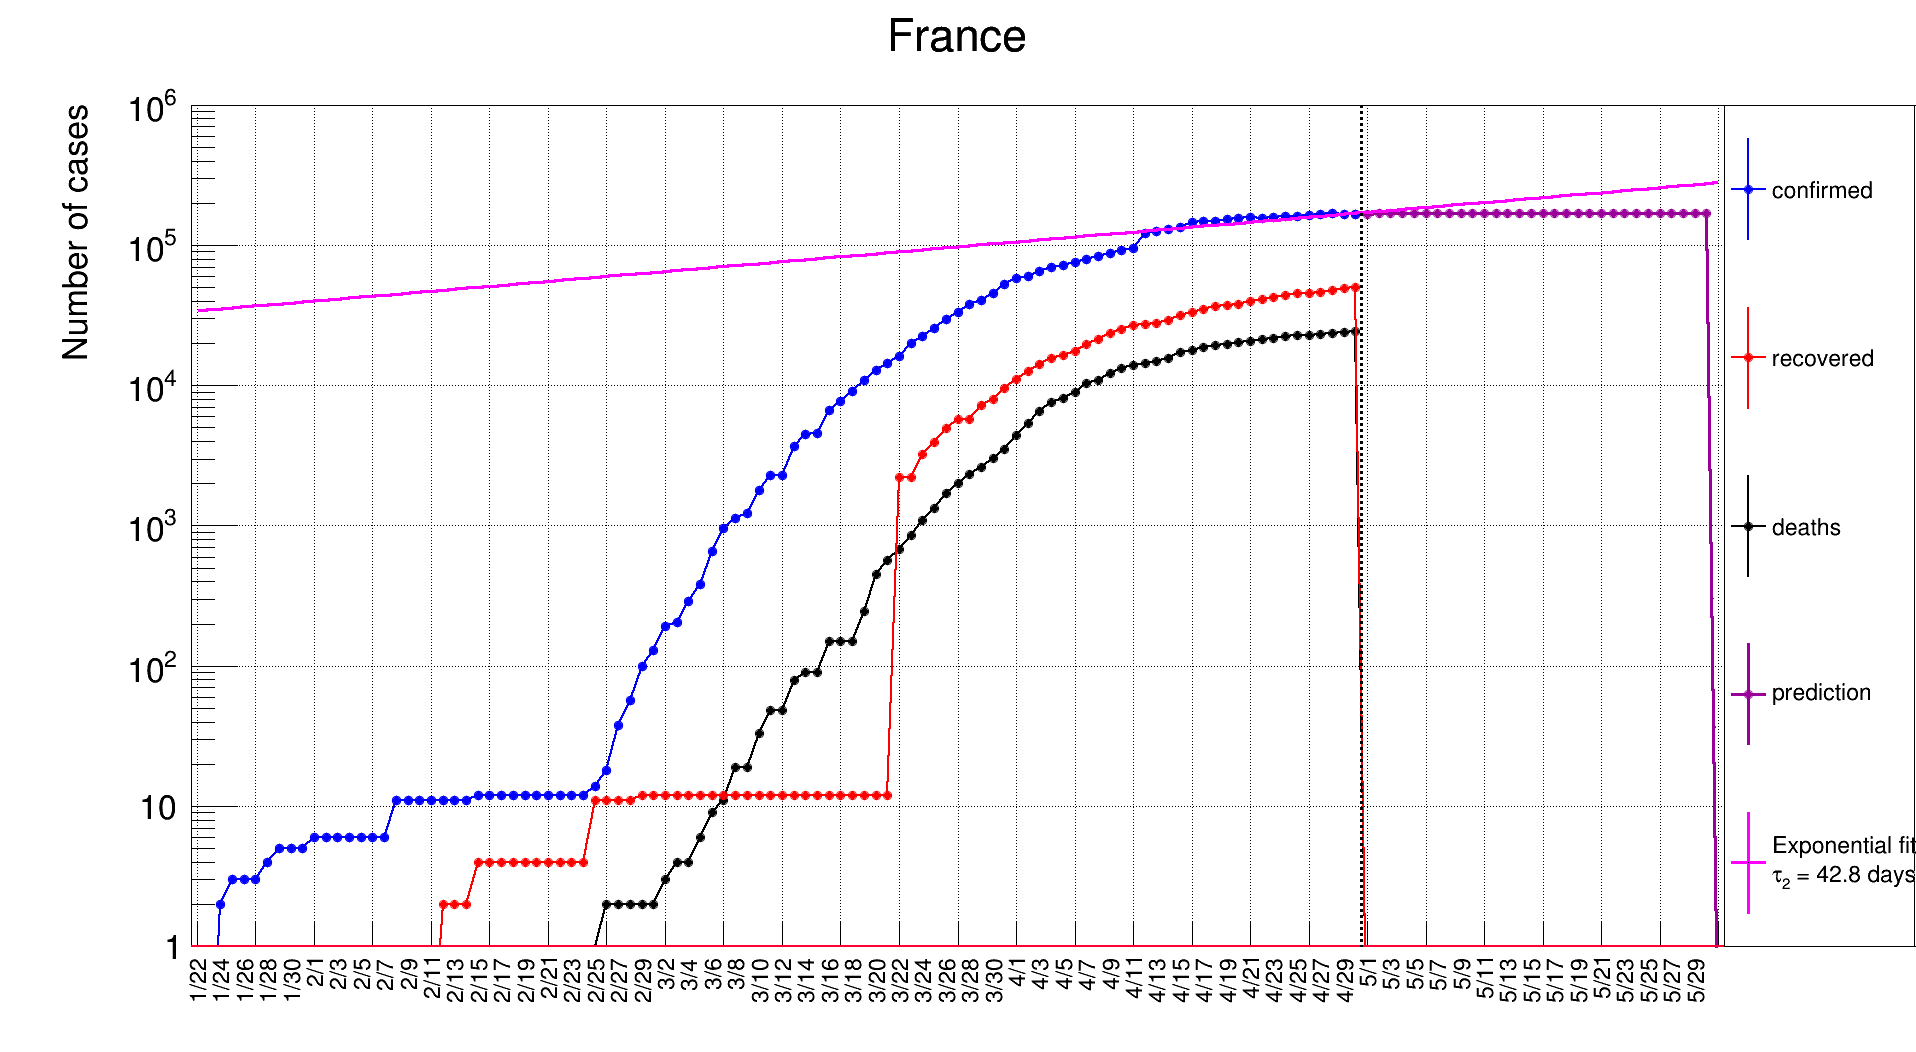 France
Number of cases
10^6
10^5
10^4
10^3
10^2
10
1
1/22 1/24 1/26 1/28 1/30 2/1 2/3 2/5 2/7 2/9 2/11 2/13 2/15 2/17 2/19 2/21 2/23 2/25 2/27 2/29 3/2 3/4 3/6 3/8 3/10 3/12 3/14 3/16 3/18 3/20 3/22 3/24 3/26 3/28 3/30 4/1 4/3 4/5 4/7 4/9 4/11 4/13 4/15 4/17 4/19 4/21 4/23 4/25 4/27 4/29 5/1 5/3 5/5 5/7 5/9 5/11 5/13 5/15 5/17 5/19 5/21 5/23 5/25 5/27 5/29
confirmed
recovered
deaths
prediction
Exponential fit
τ₂ = 42.8 days